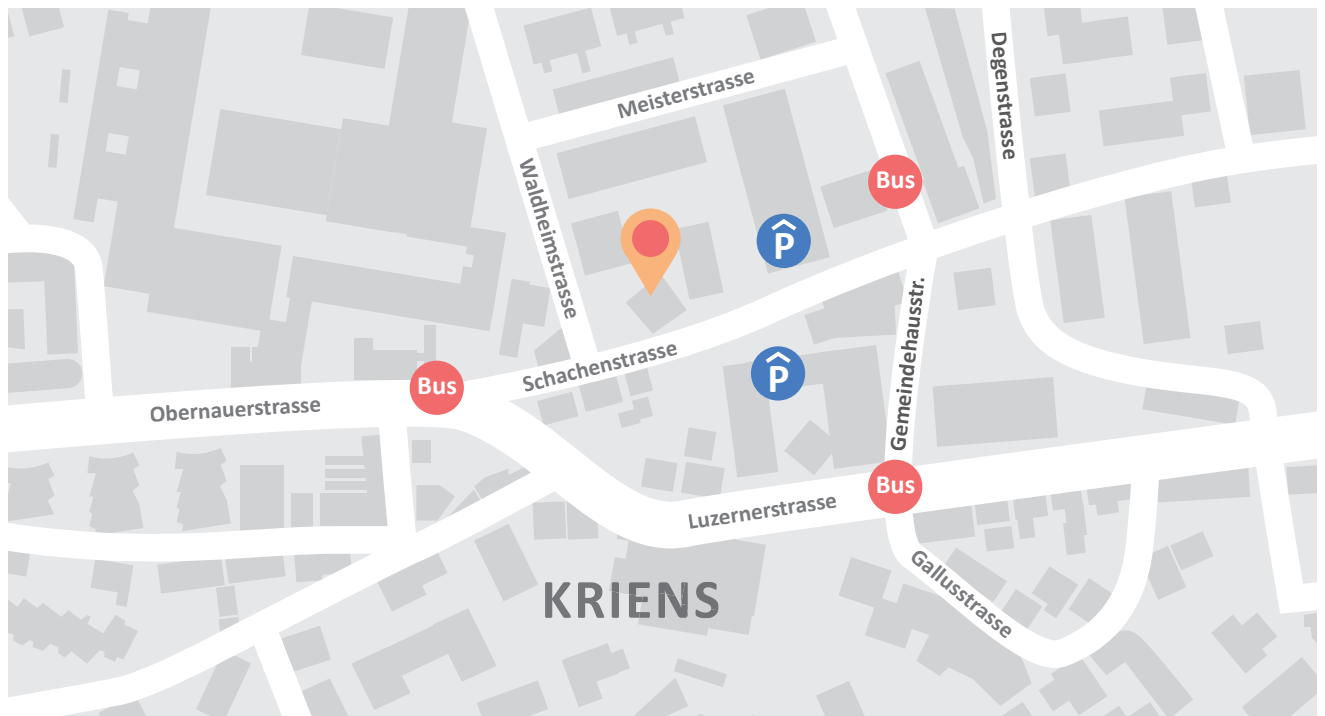 Degenstrasse
Meisterstrasse
Waldheimstrasse
Bus
P
Gemeindehausstr.
Schachenstrasse
P
Bus
Obernauerstrasse
Bus
Luzernerstrasse
Gallusstrasse
KRIENS